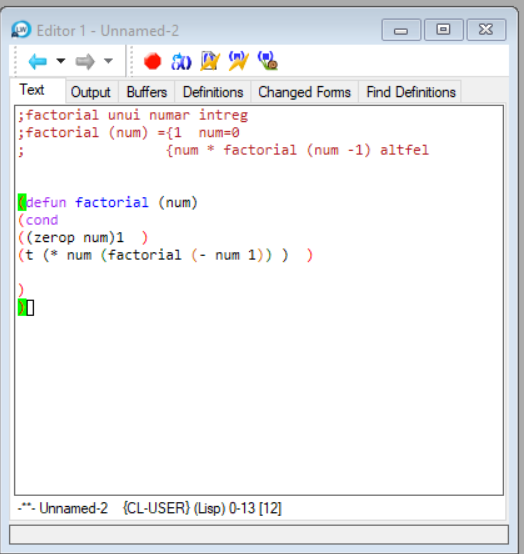 LW Editor 1 - Unnamed-2
Text Output Buffers Definitions Changed Forms Find Definitions
;factorial unui numar intreg
;factorial (num) ={1  num=0
;                 {num * factorial (num -1) altfel
(defun factorial (num)
(cond
((zerop num)1  )
(t (* num (factorial (- num 1)) )  )
)
)
-**- Unnamed-2   {CL-USER} (Lisp) 0-13 [12]